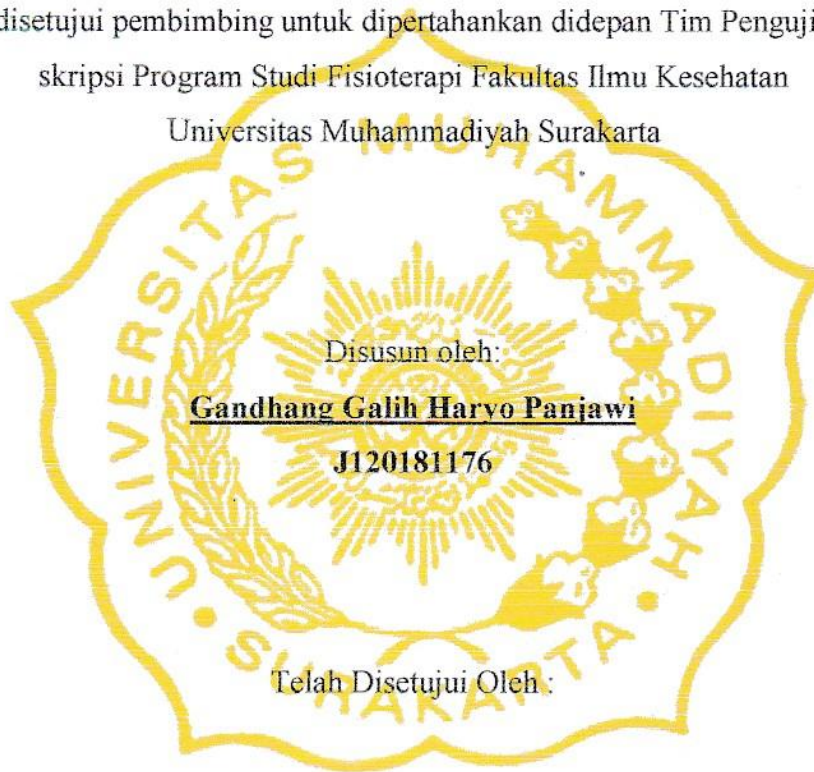 disetujui pembimbing untuk dipertahankan didepan Tim Penguji
skripsi Program Studi Fisioterapi Fakultas Ilmu Kesehatan
Universitas Muhammadiyah Surakarta
UNIVERSITAS MUHAMMADIYAH
SURAKARTA
Disusun oleh:
Gandhang Galih Haryo Panjawi
J120181176
Telah Disetujui Oleh :